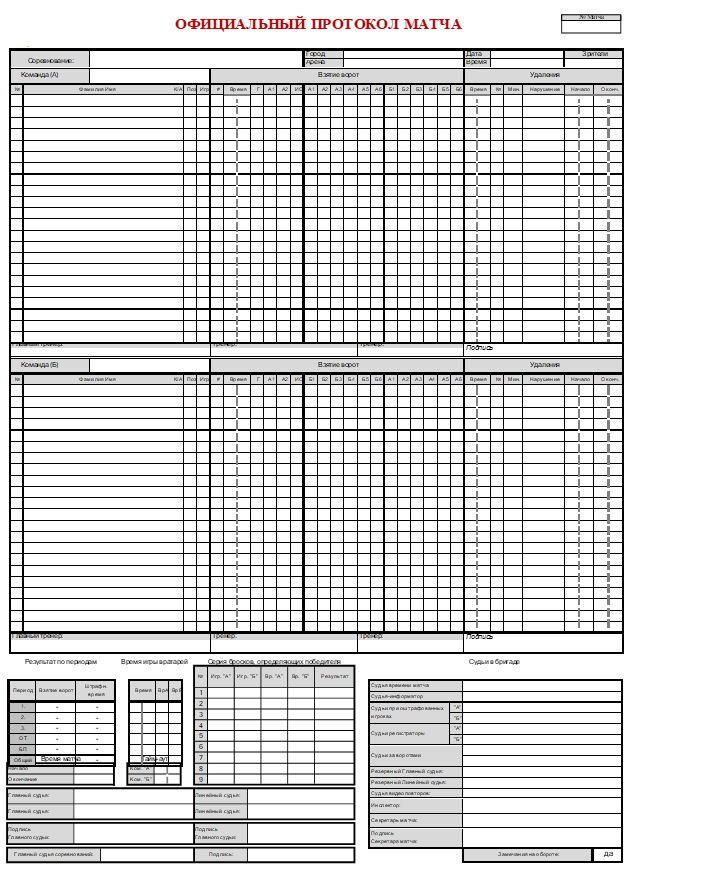 ОФИЦИАЛЬНЫЙ ПРОТОКОЛ МАТЧА
№ Матча
Соревнование: Город Дата Зрители
Арена Время
Команда (А) Взятие ворот Удаления
№ Фамилия Имя К/А Поз Игр # Время Г А1 А2 ИС А1 А2 А3 А4 А5 А6 Б1 Б2 Б3 Б4 Б5 Б6 Время № Мин. Нарушение Начало Оконч.
Главный тренер: Тренер: Тренер: Подпись
Команда (Б) Взятие ворот Удаления
№ Фамилия Имя К/А Поз Игр # Время Г А1 А2 ИС Б1 Б2 Б3 Б4 Б5 Б6 А1 А2 А3 А4 А5 А6 Время № Мин. Нарушение Начало Оконч.
Главный тренер: Тренер: Тренер: Подпись
Результат по периодам Время игры вратарей Серия бросков, определяющих победителя Судьи в бригаде
Период Взятие ворот Штрафн. время
Время ВрА ВрБ
№ Игр. "А" Игр. "Б" Вр. "А" Вр. "Б" Результат
1. - -
2. - -
3. - -
ОТ - -
БП - -
Общий - -
1
2
3
4
5
6
7
8
9
Время матча Тайм-аут
Начало Ком. "А"
Окончание Ком. "Б"
Судья времени матча
Судья-информатор
Судьи при оштрафованных игроках "А"
"Б"
Судьи регистраторы "А"
"Б"
Судьи за воротами
Резервный Главный судья:
Резервный Линейный судья:
Судья видео повторов:
Инспектор:
Секретарь матча:
Подпись
Секретаря матча:
Главный судья: Линейный судья:
Главный судья: Линейный судья:
Подпись Подпись
Главного судьи: Линейного судьи:
Главный судья соревнований: Подпись:
Замечания на обороте: ДА